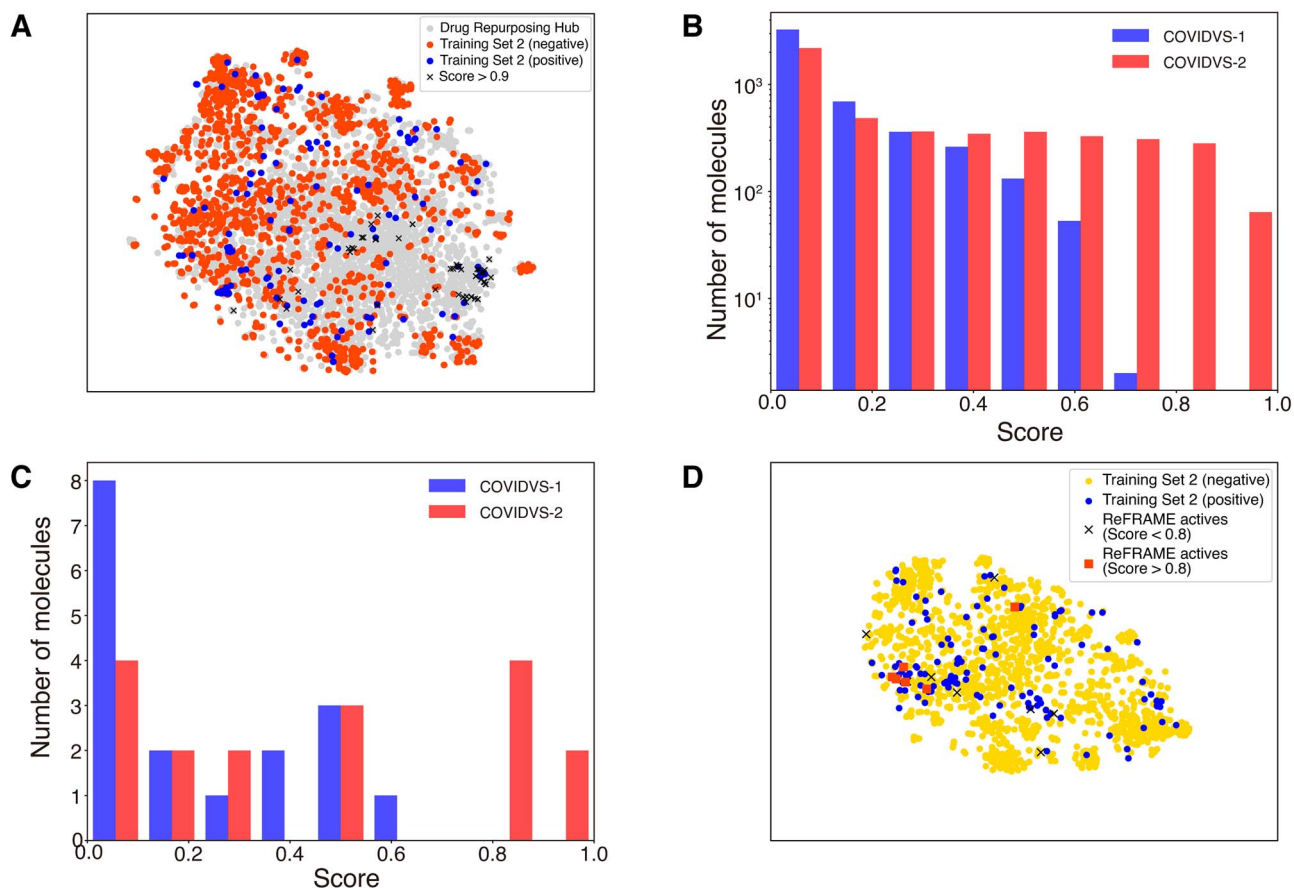 A
Drug Repurposing Hub
Training Set 2 (negative)
Training Set 2 (positive)
Score > 0.9
B
COVIDVS-1
COVIDVS-2
Number of molecules
10³
10²
10¹
0.0 0.2 0.4 0.6 0.8 1.0
Score
C
COVIDVS-1
COVIDVS-2
Number of molecules
8
7
6
5
4
3
2
1
0
0.0 0.2 0.4 0.6 0.8 1.0
Score
D
Training Set 2 (negative)
Training Set 2 (positive)
ReFRAME actives
(Score < 0.8)
ReFRAME actives
(Score > 0.8)